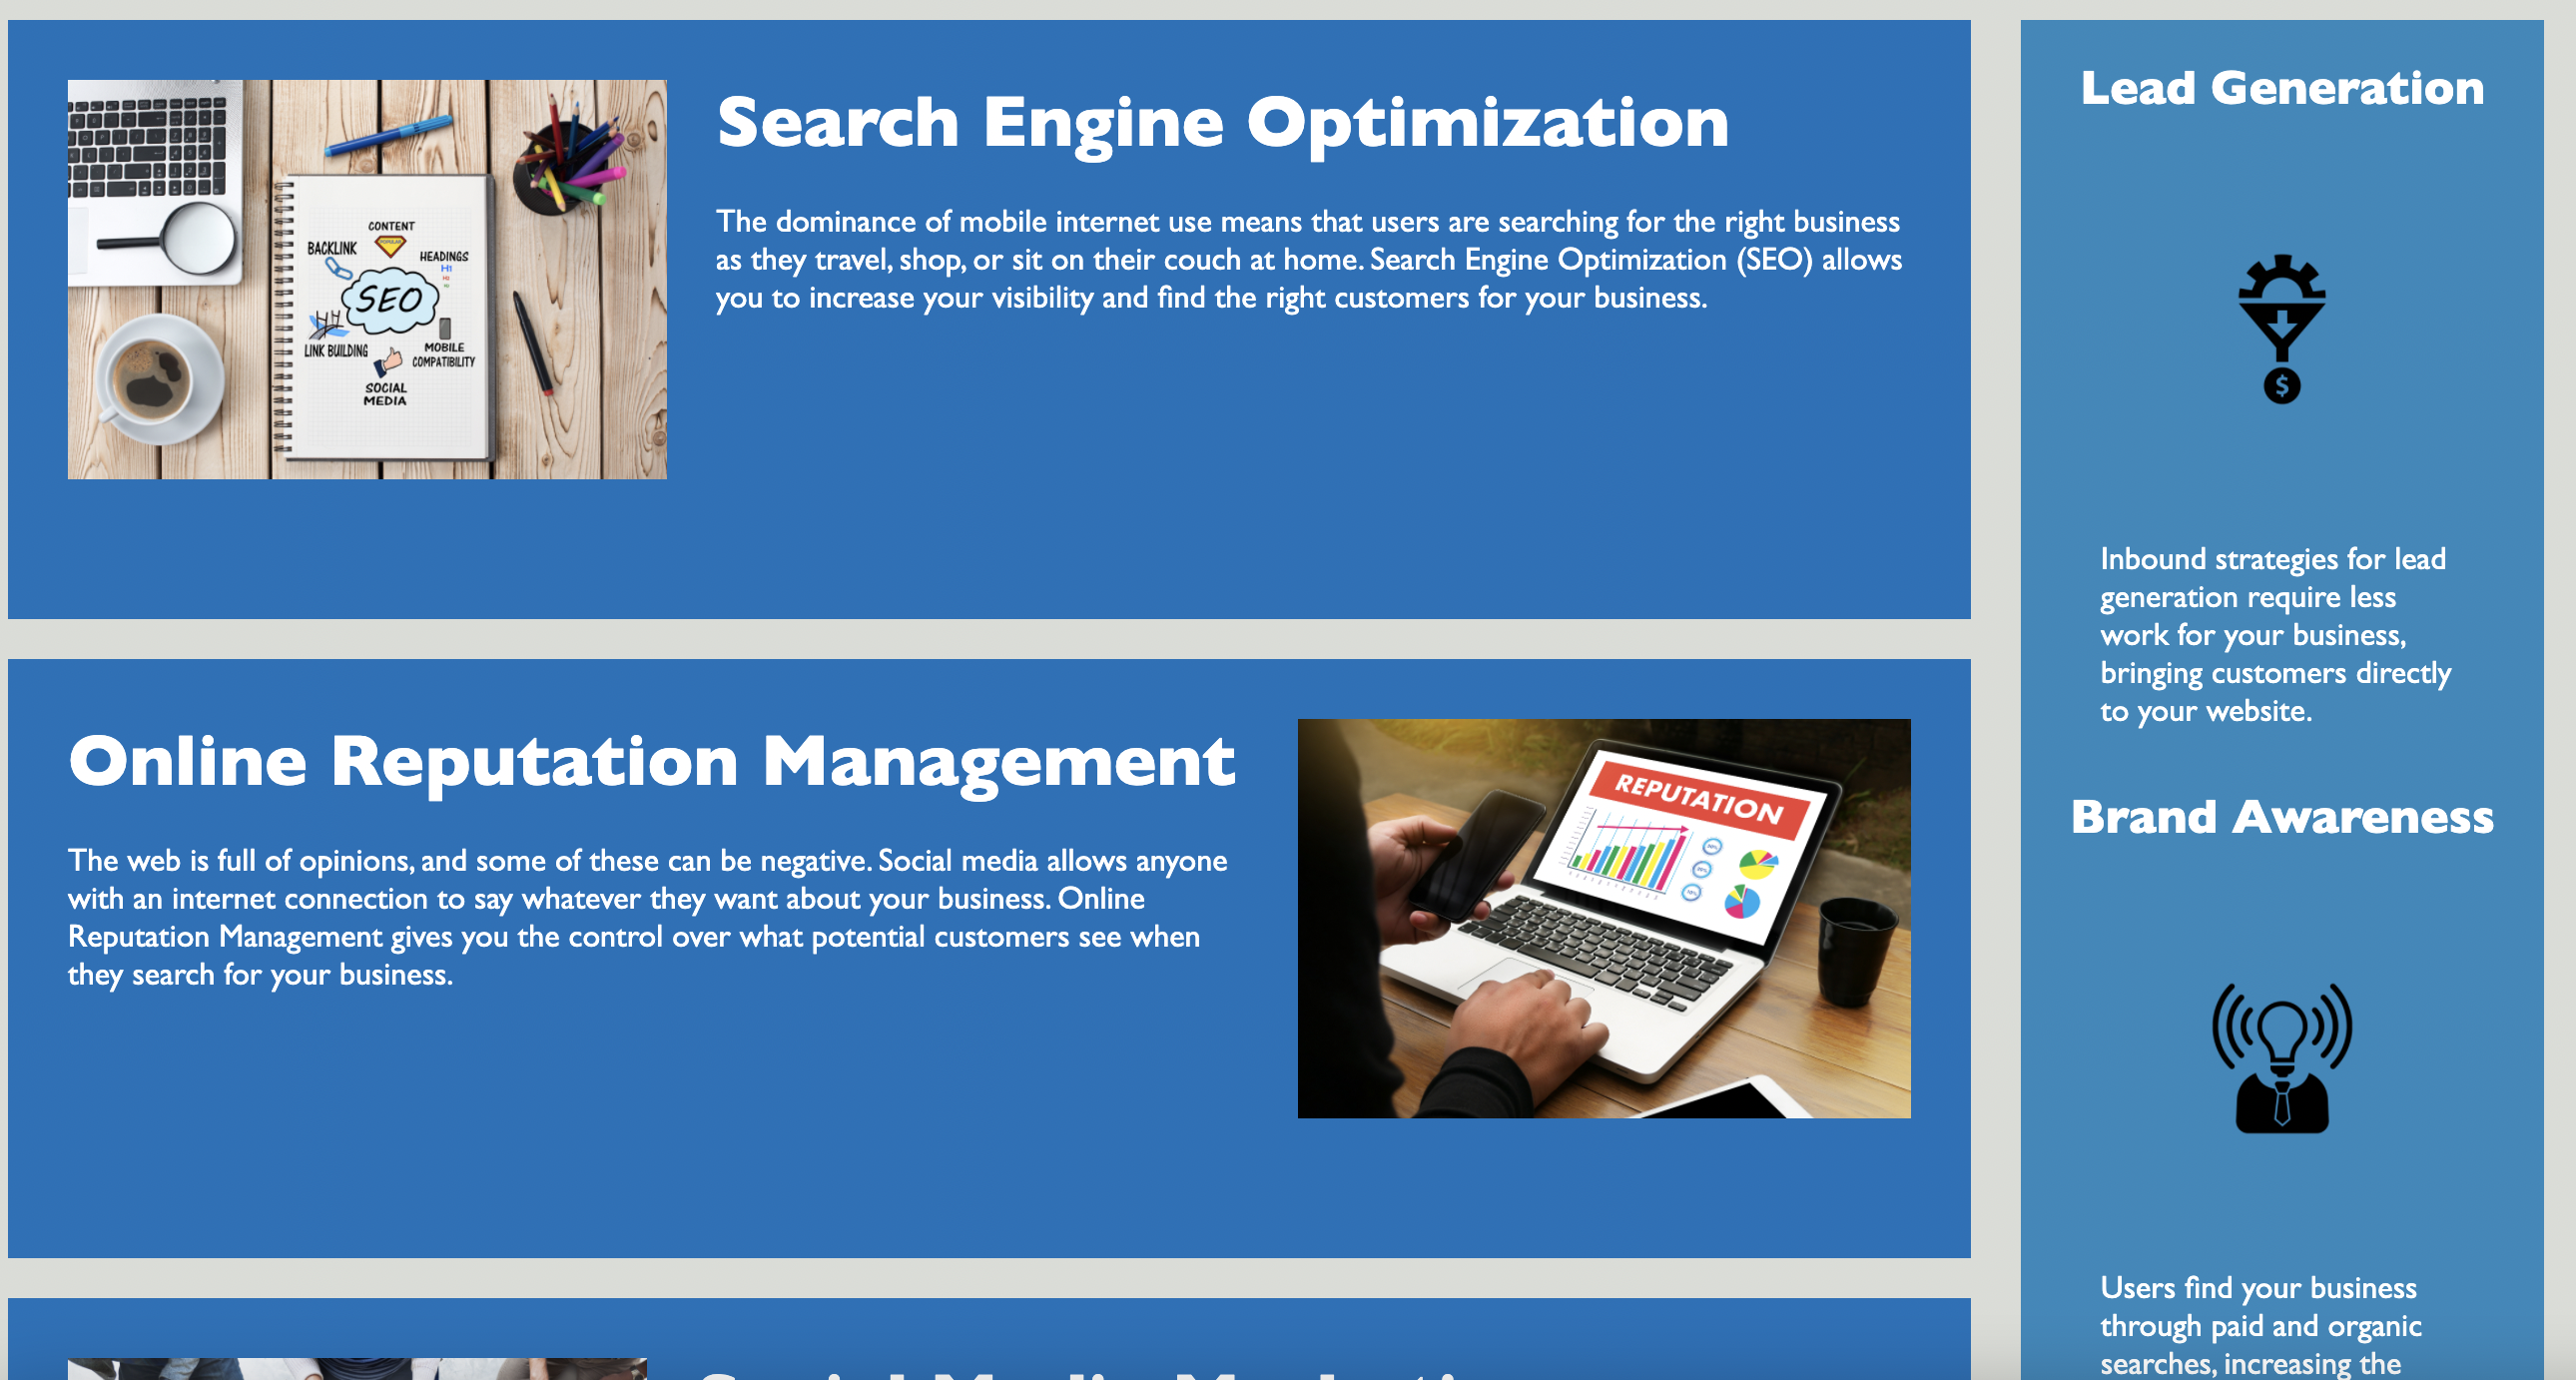 Search Engine Optimization
The dominance of mobile internet use means that users are searching for the right business
as they travel, shop, or sit on their couch at home. Search Engine Optimization (SEO) allows
you to increase your visibility and find the right customers for your business.
CONTENT
BACKLINK
HEADINGS
H1
SEO
LINK BUILDING
MOBILE
COMPATIBILITY
SOCIAL
MEDIA
Online Reputation Management
The web is full of opinions, and some of these can be negative. Social media allows anyone
with an internet connection to say whatever they want about your business. Online
Reputation Management gives you the control over what potential customers see when
they search for your business.
REPUTATION
Lead Generation
$
Inbound strategies for lead
generation require less
work for your business,
bringing customers directly
to your website.
Brand Awareness
Users find your business
through paid and organic
searches, increasing the